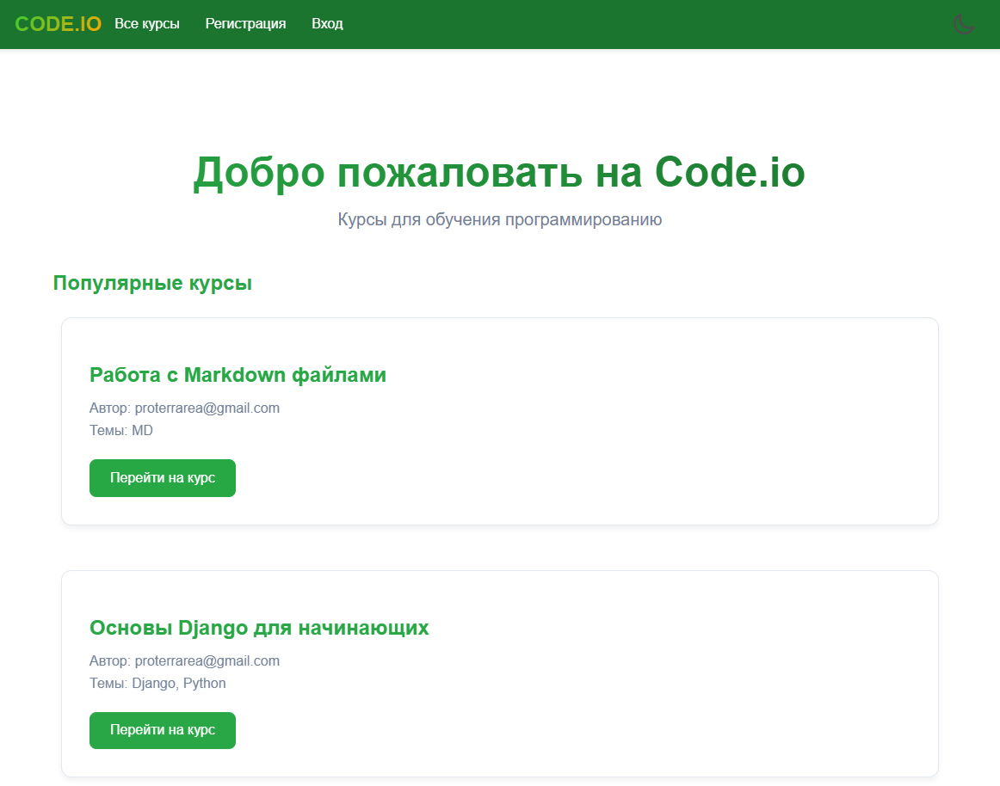 CODE.IO Все курсы Регистрация Вход
Добро пожаловать на Code.io
Курсы для обучения программированию
Популярные курсы
Работа с Markdown файлами
Автор: proterrarea@gmail.com
Темы: MD
Перейти на курс
Основы Django для начинающих
Автор: proterrarea@gmail.com
Темы: Django, Python
Перейти на курс